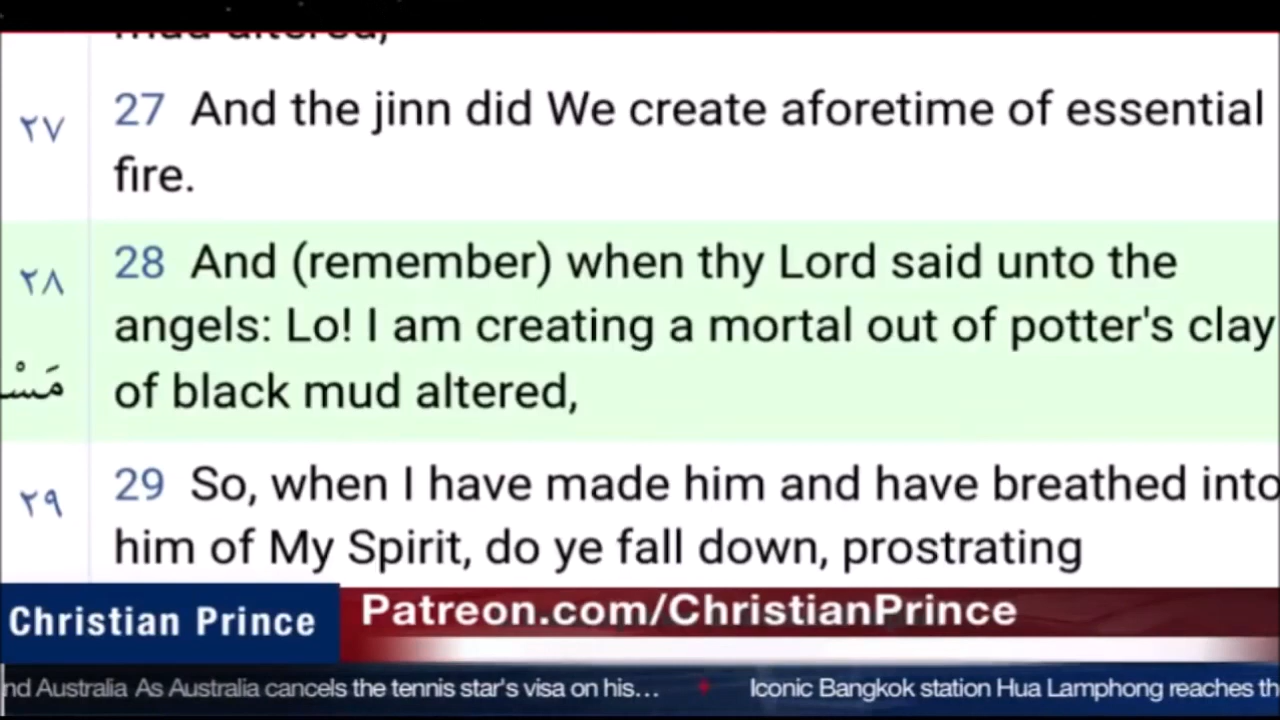 mud altered,
٢٧ 27 And the jinn did We create aforetime of essential
fire.
٢٨ 28 And (remember) when thy Lord said unto the
angels: Lo! I am creating a mortal out of potter's clay
of black mud altered,
٢٩ 29 So, when I have made him and have breathed into
him of My Spirit, do ye fall down, prostrating
Christian Prince
Patreon.com/ChristianPrince
nd Australia As Australia cancels the tennis star's visa on his... Iconic Bangkok station Hua Lamphong reaches th